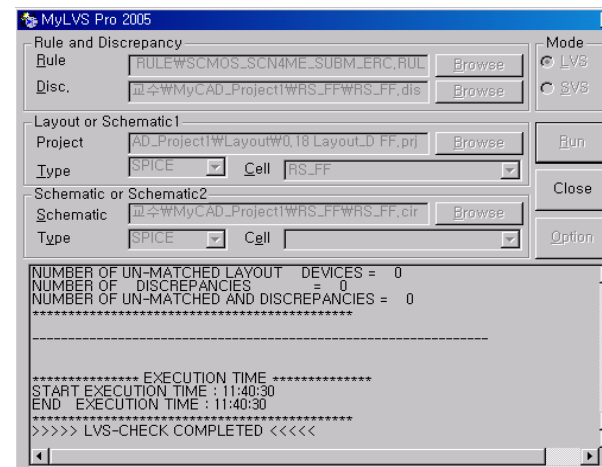 MyLVS Pro 2005
Rule and Discrepancy
Mode
Rule
RULE₩SCMOS_SCN4ME_SUBM_ERC,RUL
Browse
LVS
Disc,
교수₩MyCAD_Project1₩RS_FF₩RS_FF,dis
Browse
SVS
Layout or Schematic1
Project
AD_Project1₩Layout₩0,18 Layout_D FF,prj
Browse
Run
Type
SPICE
Cell
RS_FF
Schematic or Schematic2
Close
Schematic
교수₩MyCAD_Project1₩RS_FF₩RS_FF,cir
Browse
Type
SPICE
Cell
Option
NUMBER OF UN-MATCHED LAYOUT DEVICES = 0
NUMBER OF DISCREPANCIES = 0
NUMBER OF UN-MATCHED AND DISCREPANCIES = 0
*********************************************
----------------------------------------------------------------
*************** EXECUTION TIME **************
START EXECUTION TIME : 11:40:30
END EXECUTION TIME : 11:40:30
*********************************************
>>>>> LVS-CHECK COMPLETED <<<<<